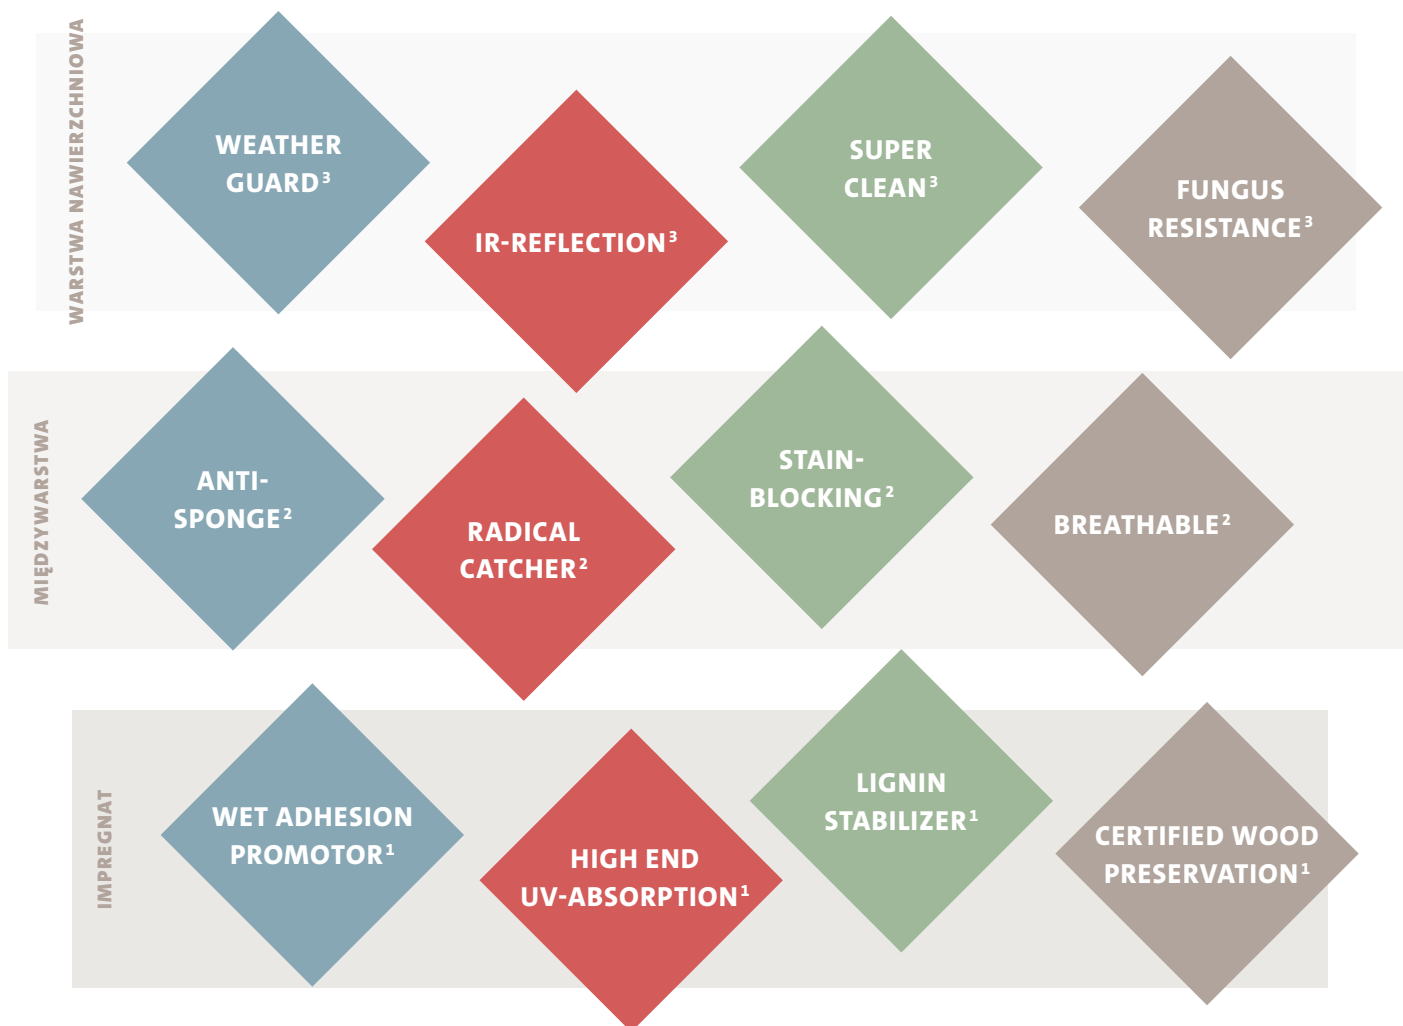 WARSTWA NAWIERZCHNIOWA
WEATHER
GUARD³
IR-REFLECTION³
SUPER
CLEAN³
FUNGUS
RESISTANCE³
MIĘDZYWARSTWA
ANTI-
SPONGE²
RADICAL
CATCHER²
STAIN-
BLOCKING²
BREATHABLE²
IMPREGNAT
WET ADHESION
PROMOTOR¹
HIGH END
UV-ABSORPTION¹
LIGNIN
STABILIZER¹
CERTIFIED WOOD
PRESERVATION¹